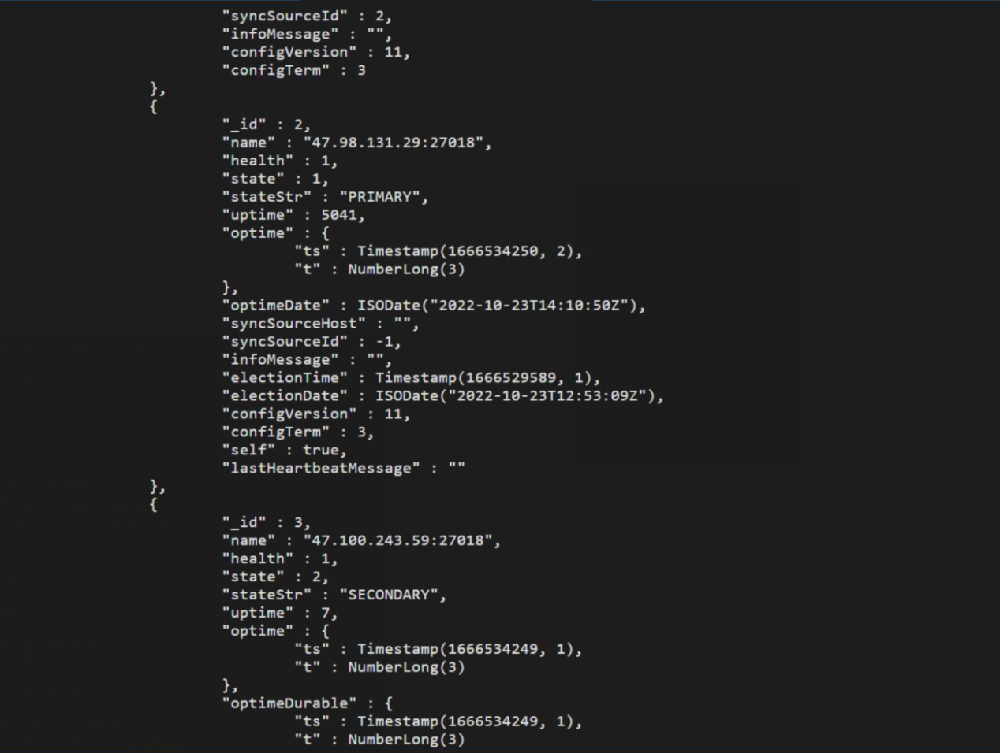 "syncSourceId" : 2,
"infoMessage" : "",
"configVersion" : 11,
"configTerm" : 3
},
{
"_id" : 2,
"name" : "47.98.131.29:27018",
"health" : 1,
"state" : 1,
"stateStr" : "PRIMARY",
"uptime" : 5041,
"optime" : {
"ts" : Timestamp(1666534250, 2),
"t" : NumberLong(3)
},
"optimeDate" : ISODate("2022-10-23T14:10:50Z"),
"syncSourceHost" : "",
"syncSourceId" : -1,
"infoMessage" : "",
"electionTime" : Timestamp(1666529589, 1),
"electionDate" : ISODate("2022-10-23T12:53:09Z"),
"configVersion" : 11,
"configTerm" : 3,
"self" : true,
"lastHeartbeatMessage" : ""
},
{
"_id" : 3,
"name" : "47.100.243.59:27018",
"health" : 1,
"state" : 2,
"stateStr" : "SECONDARY",
"uptime" : 7,
"optime" : {
"ts" : Timestamp(1666534249, 1),
"t" : NumberLong(3)
},
"optimeDurable" : {
"ts" : Timestamp(1666534249, 1),
"t" : NumberLong(3)